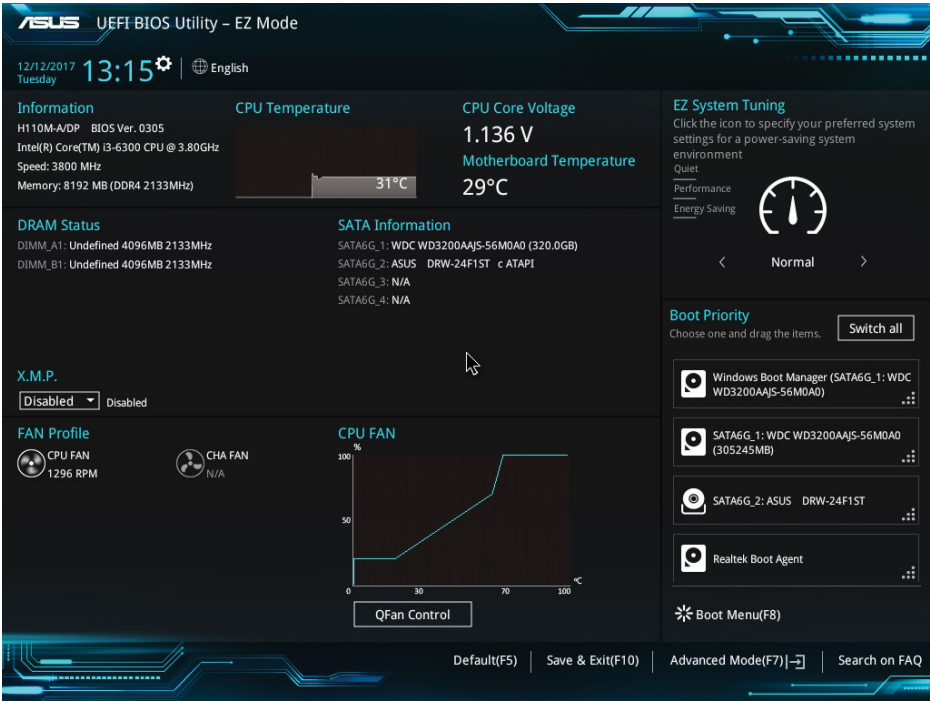 ASUS UEFI BIOS Utility – EZ Mode
12/12/2017
Tuesday
13:15
English
Information
H110M-A/DP BIOS Ver. 0305
Intel(R) Core(TM) i3-6300 CPU @ 3.80GHz
Speed: 3800 MHz
Memory: 8192 MB (DDR4 2133MHz)
CPU Temperature
31°C
CPU Core Voltage
1.136 V
Motherboard Temperature
29°C
EZ System Tuning
Click the icon to specify your preferred system
settings for a power-saving system
environment
Quiet
Performance
Energy Saving
Normal
DRAM Status
DIMM_A1: Undefined 4096MB 2133MHz
DIMM_B1: Undefined 4096MB 2133MHz
SATA Information
SATA6G_1: WDC WD3200AAJS-56M0A0 (320.0GB)
SATA6G_2: ASUS DRW-24F1ST c ATAPI
SATA6G_3: N/A
SATA6G_4: N/A
X.M.P.
Disabled
Disabled
Boot Priority
Choose one and drag the items.
Switch all
Windows Boot Manager (SATA6G_1: WDC
WD3200AAJS-56M0A0)
SATA6G_1: WDC WD3200AAJS-56M0A0
(305245MB)
SATA6G_2: ASUS DRW-24F1ST
Realtek Boot Agent
Boot Menu(F8)
FAN Profile
CPU FAN
1296 RPM
CHA FAN
N/A
CPU FAN
%
100
50
0
30
70
100
°C
QFan Control
Default(F5)
Save & Exit(F10)
Advanced Mode(F7)
Search on FAQ